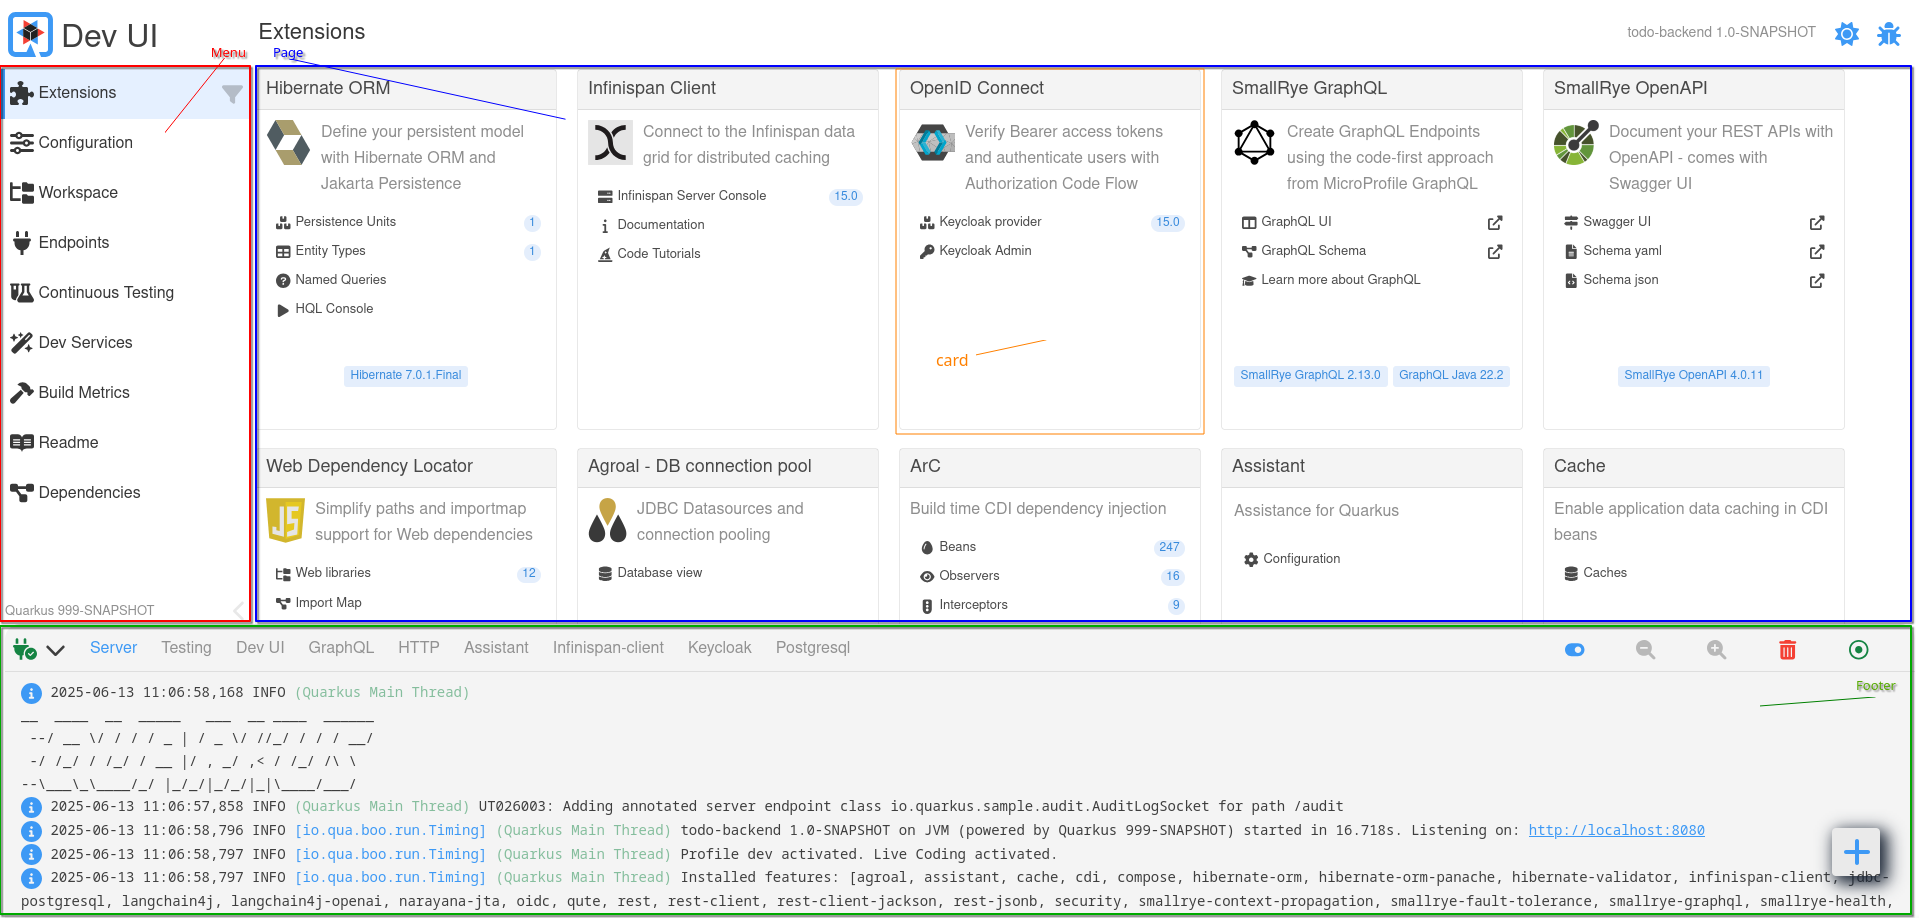 Dev UI
Extensions
todo-backend 1.0-SNAPSHOT
Menu
Page
Extensions
Configuration
Workspace
Endpoints
Continuous Testing
Dev Services
Build Metrics
Readme
Dependencies
Quarkus 999-SNAPSHOT
Hibernate ORM
Define your persistent model
with Hibernate ORM and
Jakarta Persistence
Persistence Units 1
Entity Types 1
Named Queries
HQL Console
Hibernate 7.0.1.Final
Infinispan Client
Connect to the Infinispan data
grid for distributed caching
Infinispan Server Console 15.0
Documentation
Code Tutorials
OpenID Connect
Verify Bearer access tokens
and authenticate users with
Authorization Code Flow
Keycloak provider 15.0
Keycloak Admin
card
SmallRye GraphQL
Create GraphQL Endpoints
using the code-first approach
from MicroProfile GraphQL
GraphQL UI
GraphQL Schema
Learn more about GraphQL
SmallRye GraphQL 2.13.0 GraphQL Java 22.2
SmallRye OpenAPI
Document your REST APIs with
OpenAPI - comes with
Swagger UI
Swagger UI
Schema yaml
Schema json
SmallRye OpenAPI 4.0.11
Web Dependency Locator
JS
Simplify paths and importmap
support for Web dependencies
Web libraries 12
Import Map
Agroal - DB connection pool
JDBC Datasources and
connection pooling
Database view
ArC
Build time CDI dependency injection
Beans 247
Observers 16
Interceptors 9
Assistant
Assistance for Quarkus
Configuration
Cache
Enable application data caching in CDI
beans
Caches
Server Testing Dev UI GraphQL HTTP Assistant Infinispan-client Keycloak Postgresql
Footer
2025-06-13 11:06:58,168 INFO (Quarkus Main Thread)
__  ____  __  _____   ___  __ ____  ______
 --/ __ \/ / / / _ | / _ \/ //_/ / / / __/
 -/ /_/ / /_/ / __ |/ , _/ ,< / /_/ /\ \
--\___\_\____/_/ |_/_/|_/_/|_|\____/___/
2025-06-13 11:06:57,858 INFO (Quarkus Main Thread) UT026003: Adding annotated server endpoint class io.quarkus.sample.audit.AuditLogSocket for path /audit
2025-06-13 11:06:58,796 INFO [io.qua.boo.run.Timing] (Quarkus Main Thread) todo-backend 1.0-SNAPSHOT on JVM (powered by Quarkus 999-SNAPSHOT) started in 16.718s. Listening on: http://localhost:8080
2025-06-13 11:06:58,797 INFO [io.qua.boo.run.Timing] (Quarkus Main Thread) Profile dev activated. Live Coding activated.
2025-06-13 11:06:58,797 INFO [io.qua.boo.run.Timing] (Quarkus Main Thread) Installed features: [agroal, assistant, cache, cdi, compose, hibernate-orm, hibernate-orm-panache, hibernate-validator, infinispan-client, jdbc-
postgresql, langchain4j, langchain4j-openai, narayana-jta, oidc, qute, rest, rest-client, rest-client-jackson, rest-jsonb, security, smallrye-context-propagation, smallrye-fault-tolerance, smallrye-graphql, smallrye-health,